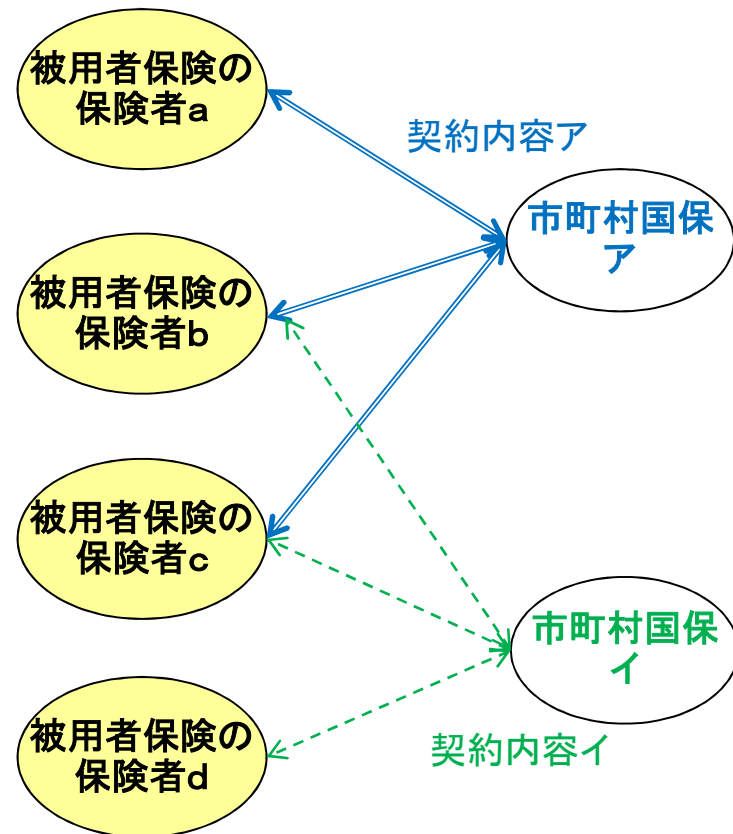 被用者保険の
保険者a
契約内容ア
市町村国保
ア
被用者保険の
保険者b
被用者保険の
保険者c
市町村国保
イ
被用者保険の
保険者d
契約内容イ